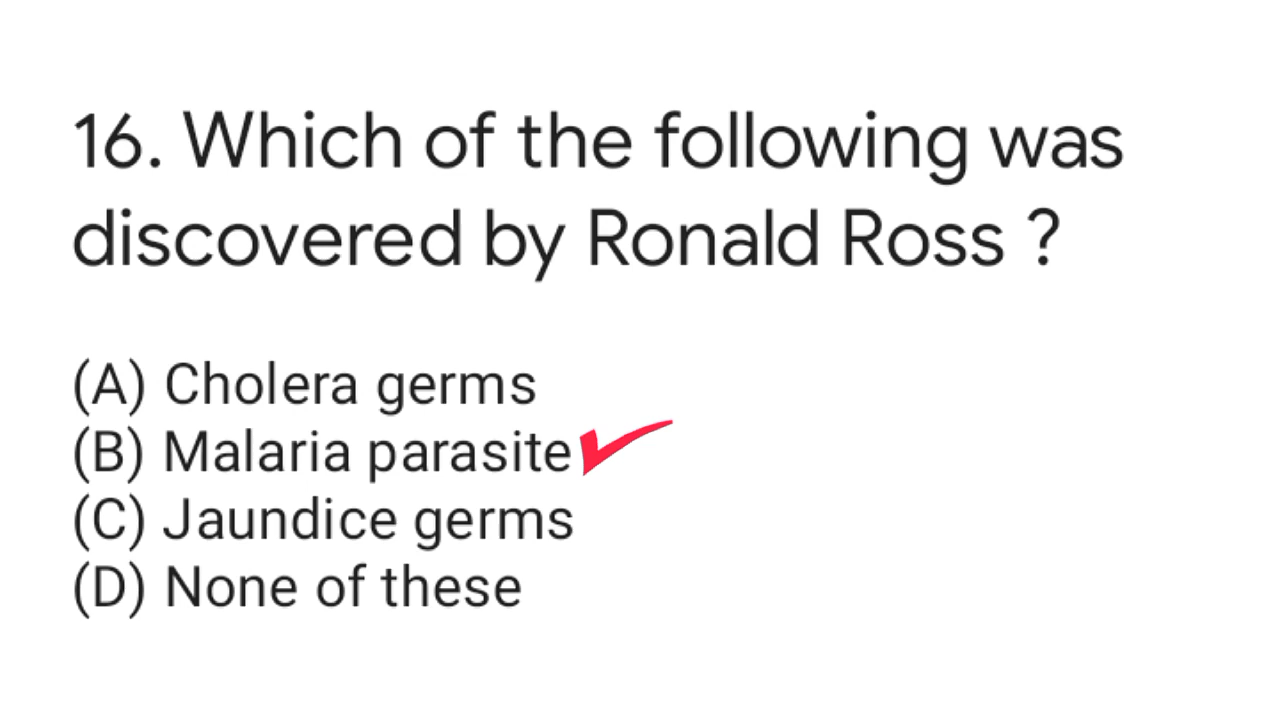 16. Which of the following was
discovered by Ronald Ross ?
(A) Cholera germs
(B) Malaria parasite
(C) Jaundice germs
(D) None of these